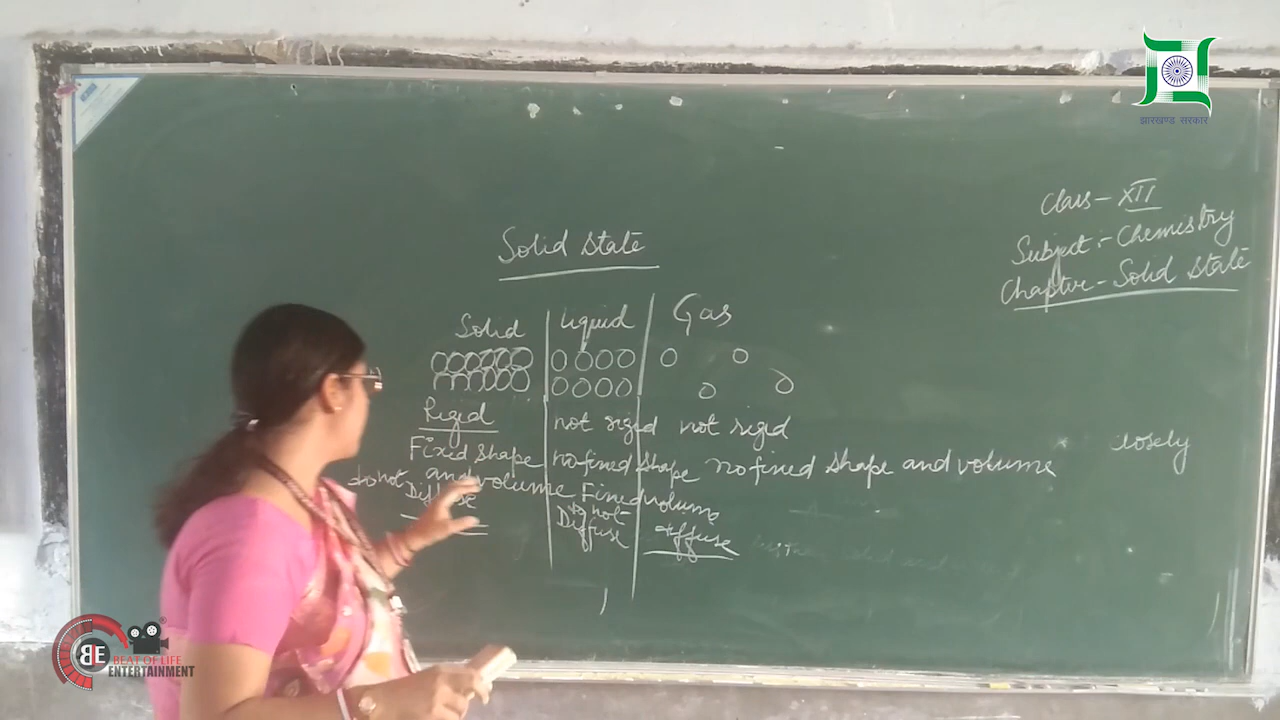 झारखण्ड सरकार
Class - XII
Subject :- Chemistry
Chapter - Solid State
Solid State
Solid Liquid Gas
Rigid not rigid not rigid
closely
Fixed Shape no fixed Shape no fixed shape and volume
do not and volume Fixed volume
Diffuse do not diffuse
Diffuse
BE
BEAT OF LIFE
ENTERTAINMENT